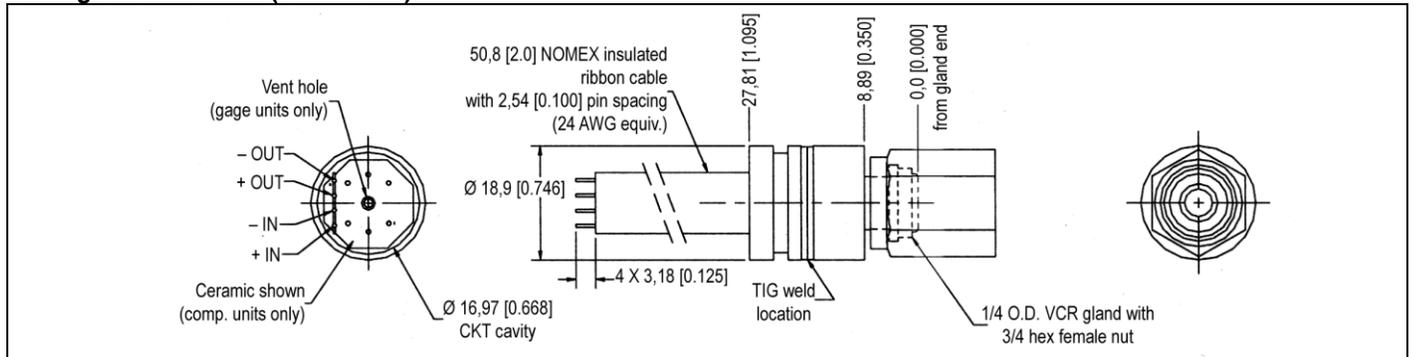 Vent hole
(gage units only)
– OUT
+ OUT
– IN
+ IN
Ceramic shown
(comp. units only)
Ø 16,97 [0.668]
CKT cavity
50,8 [2.0] NOMEX insulated
ribbon cable
with 2,54 [0.100] pin spacing
(24 AWG equiv.)
Ø 18,9 [0.746]
4 X 3,18 [0.125]
27,81 [1.095]
8,89 [0.350]
0,0 [0.000]
from gland end
TIG weld
location
1/4 O.D. VCR gland with
3/4 hex female nut